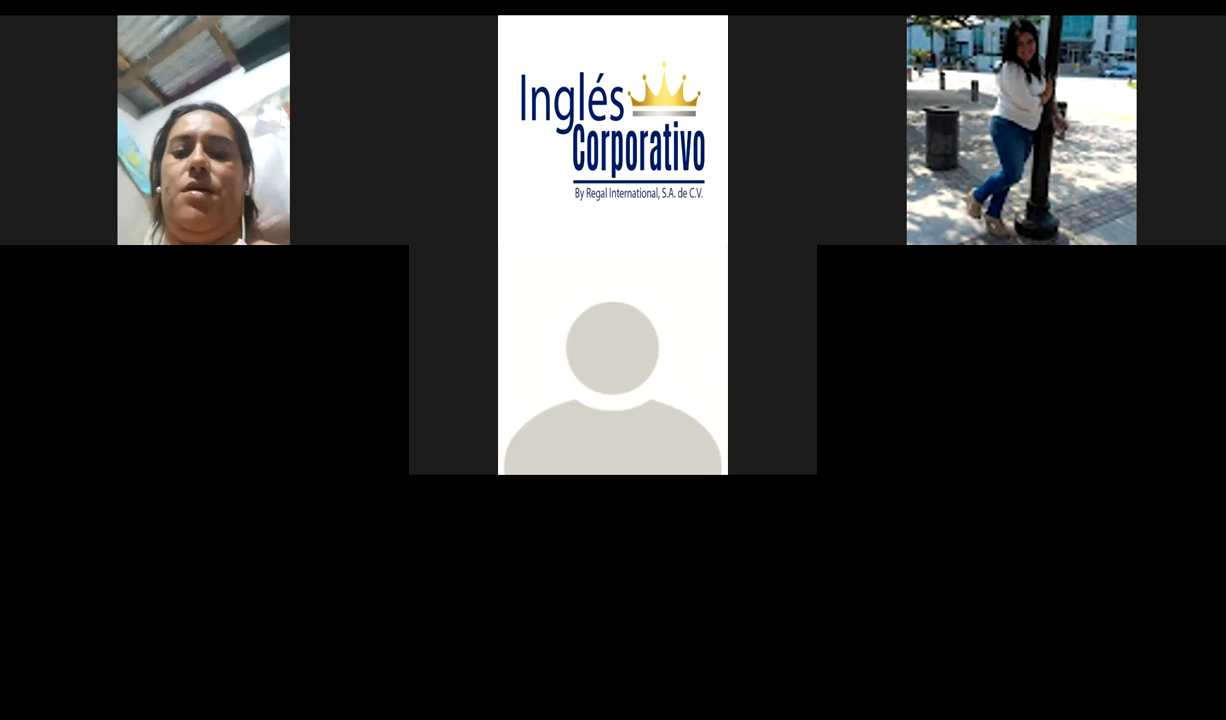 Inglés
Corporativo
By Regal International, S.A. de C.V.